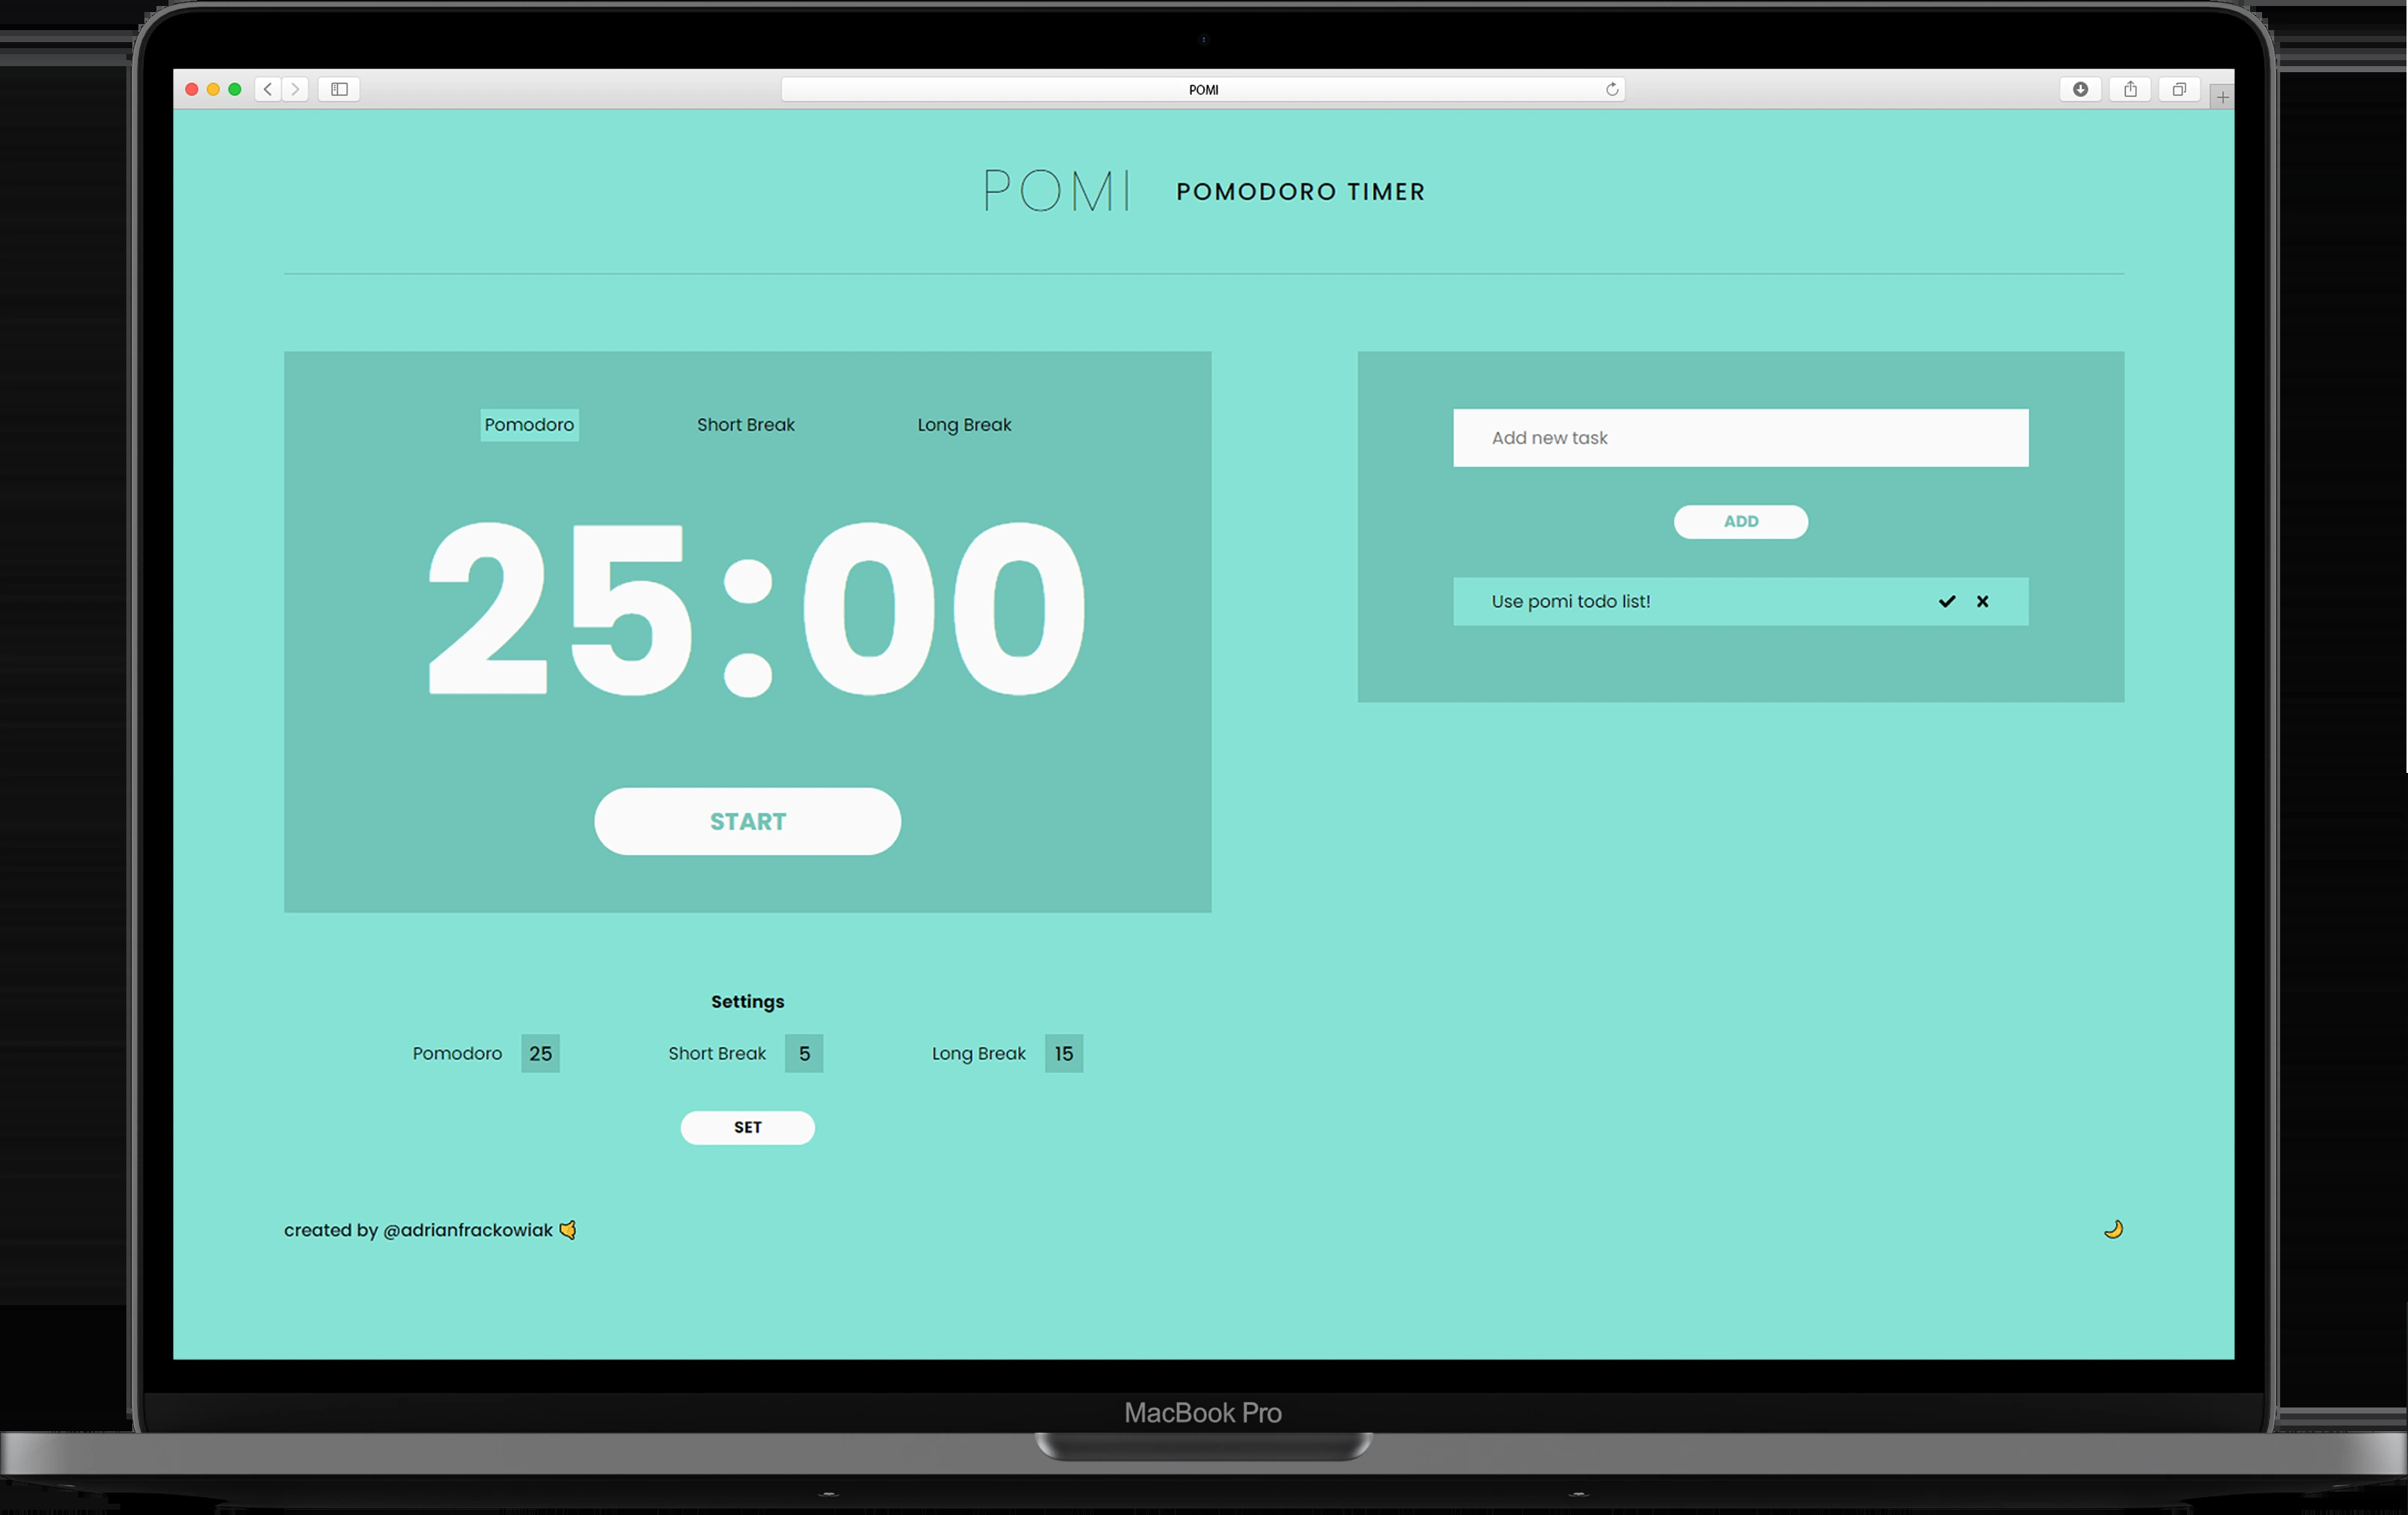 POMI
POMI POMODORO TIMER
Pomodoro Short Break Long Break
25:00
START
Add new task
ADD
Use pomi todo list!
Settings
Pomodoro 25 Short Break 5 Long Break 15
SET
created by @adrianfrackowiak
MacBook Pro